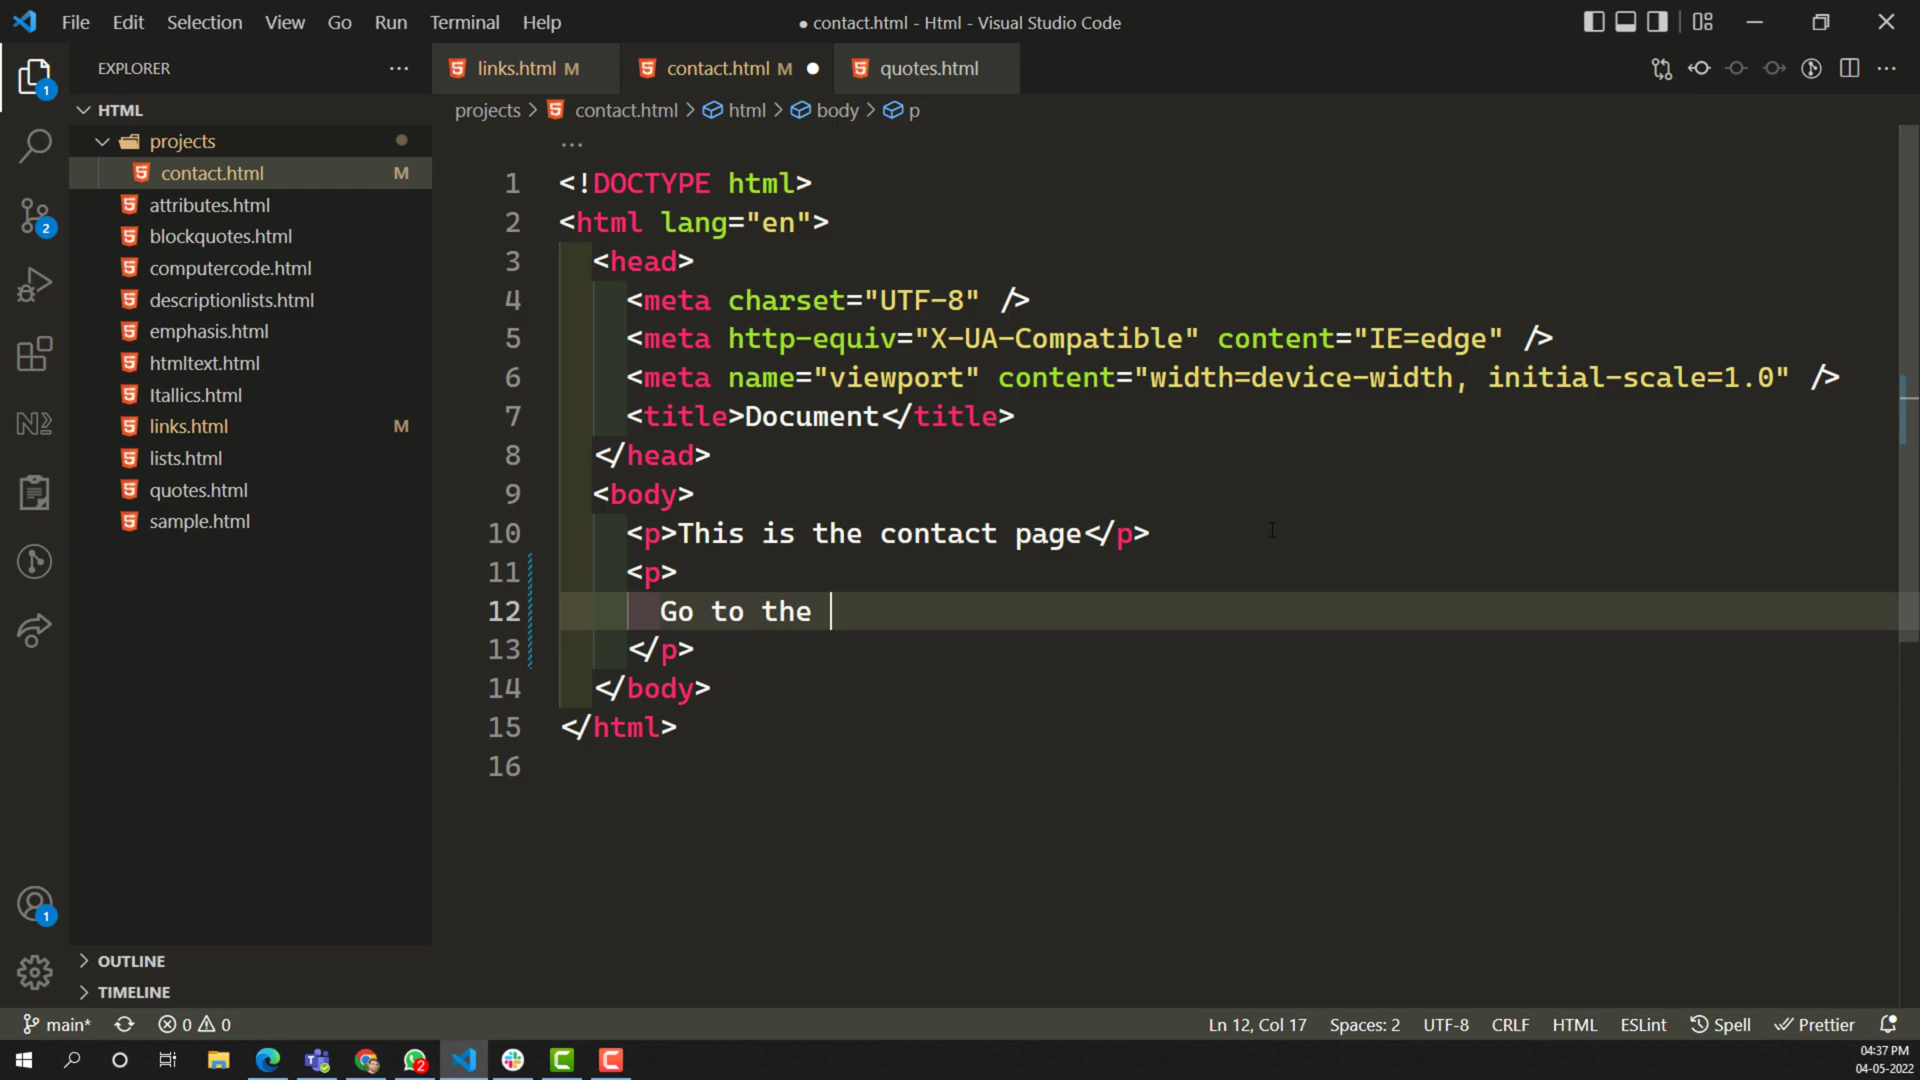 File Edit Selection View Go Run Terminal Help
● contact.html - Html - Visual Studio Code
EXPLORER
links.html M
contact.html M
quotes.html
1
HTML
projects > contact.html > html > body > p
projects
contact.html M
attributes.html
blockquotes.html
2
computercode.html
descriptionlists.html
emphasis.html
htmltext.html
Itallics.html
links.html M
lists.html
quotes.html
sample.html
1 <!DOCTYPE html>
2 <html lang="en">
3 <head>
4 <meta charset="UTF-8" />
5 <meta http-equiv="X-UA-Compatible" content="IE=edge" />
6 <meta name="viewport" content="width=device-width, initial-scale=1.0" />
7 <title>Document</title>
8 </head>
9 <body>
10 <p>This is the contact page</p>
11 <p>
12 Go to the
13 </p>
14 </body>
15 </html>
16
1
OUTLINE
TIMELINE
main* 0 0
Ln 12, Col 17 Spaces: 2 UTF-8 CRLF HTML ESLint Spell Prettier
2
04:37 PM
04-05-2022